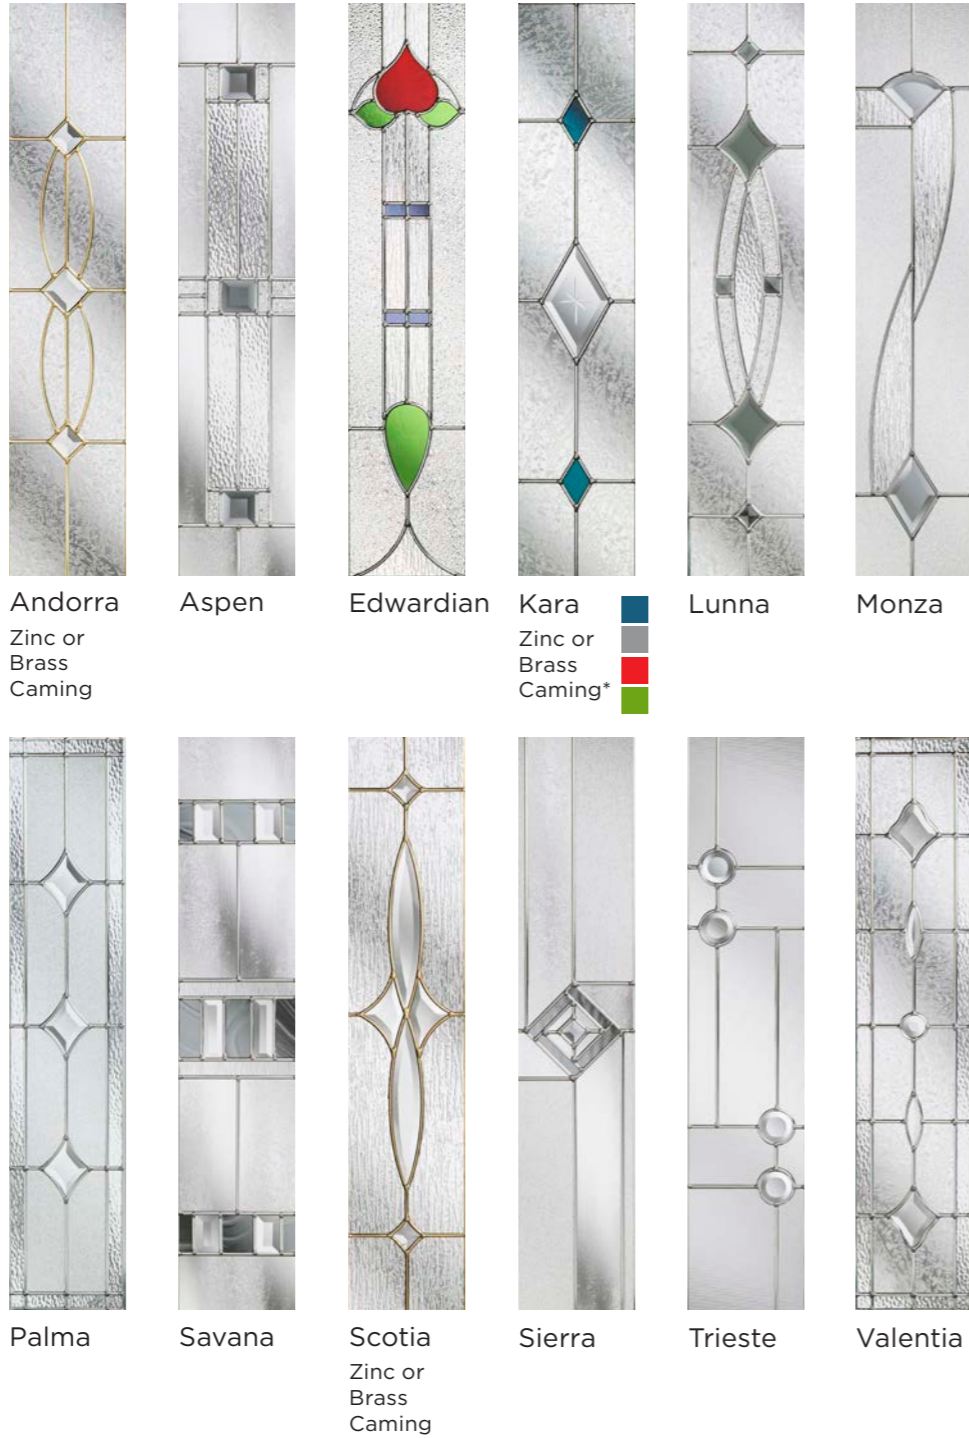 Andorra
Zinc or
Brass
Caming
Aspen
Edwardian
Kara
Zinc or
Brass
Caming*
Lunna
Monza
Palma
Savana
Scotia
Zinc or
Brass
Caming
Sierra
Trieste
Valentia